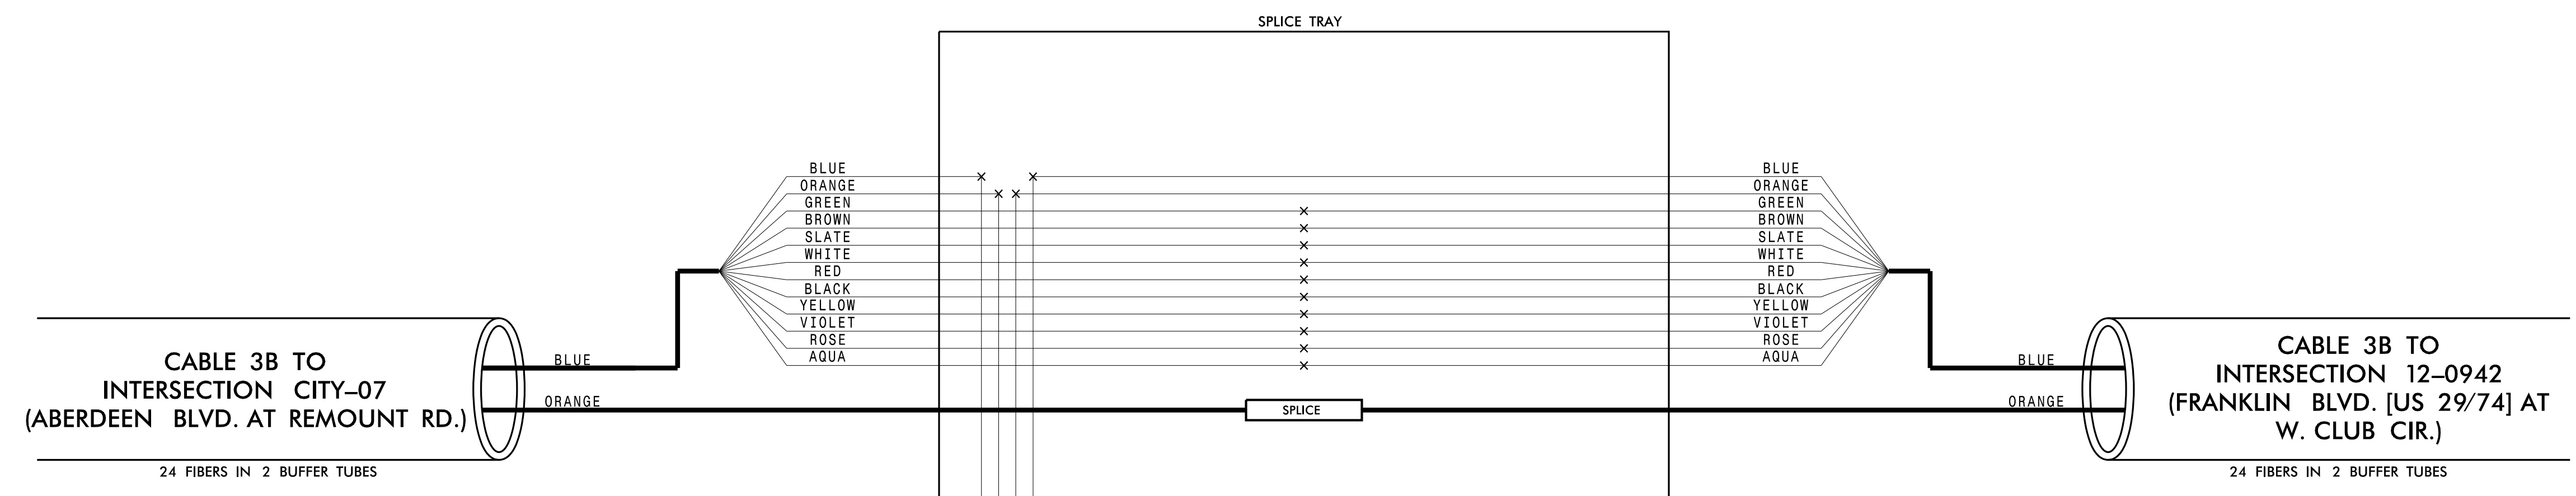 SPLICE TRAY
BLUE
ORANGE
GREEN
BROWN
SLATE
WHITE
RED
BLACK
YELLOW
VIOLET
ROSE
AQUA
BLUE
ORANGE
GREEN
BROWN
SLATE
WHITE
RED
BLACK
YELLOW
VIOLET
ROSE
AQUA
CABLE 3B TO
INTERSECTION CITY–07
(ABERDEEN BLVD. AT REMOUNT RD.)
24 FIBERS IN 2 BUFFER TUBES
BLUE
ORANGE
SPLICE
BLUE
ORANGE
CABLE 3B TO
INTERSECTION 12–0942
(FRANKLIN BLVD. [US 29/74] AT
W. CLUB CIR.)
24 FIBERS IN 2 BUFFER TUBES